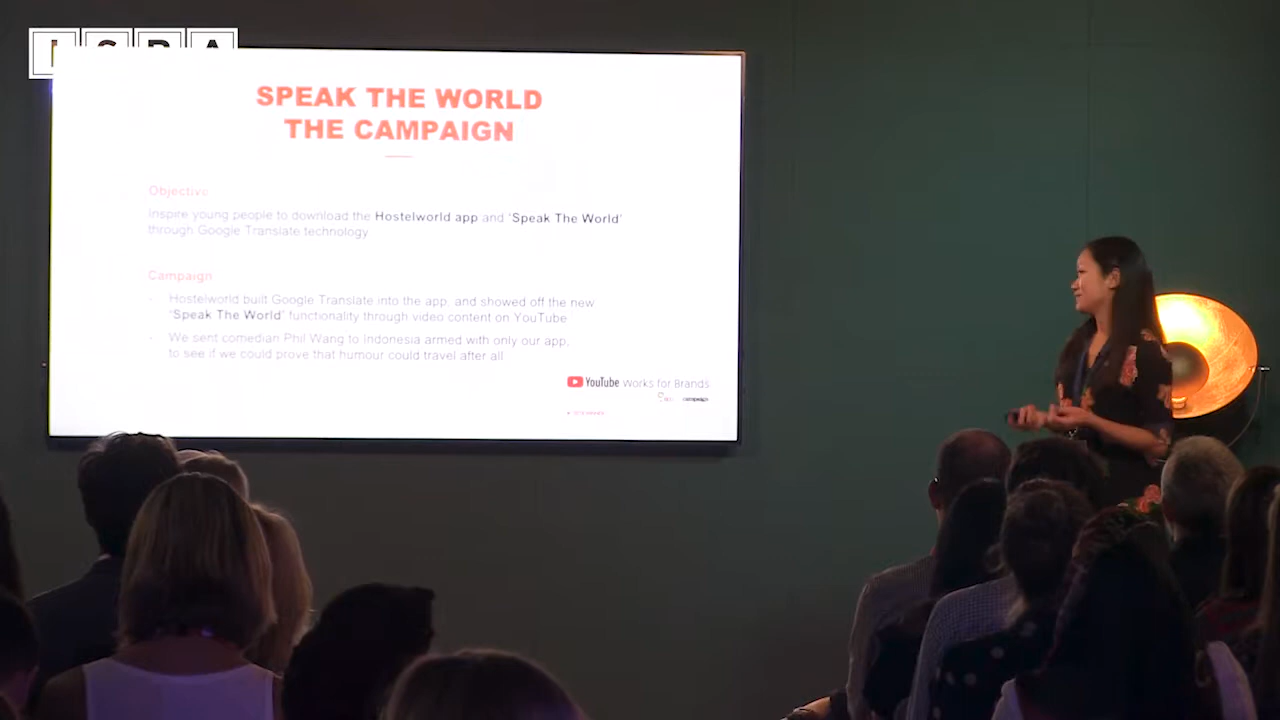 ISBA
SPEAK THE WORLD
THE CAMPAIGN
Objective
Inspire young people to download the Hostelworld app and ‘Speak The World’
through Google Translate technology
Campaign
- Hostelworld built Google Translate into the app, and showed off the new
‘Speak The World’ functionality through video content on YouTube
- We sent comedian Phil Wang to Indonesia armed with only our app,
to see if we could prove that humour could travel after all
YouTube Works for Brands
campaign